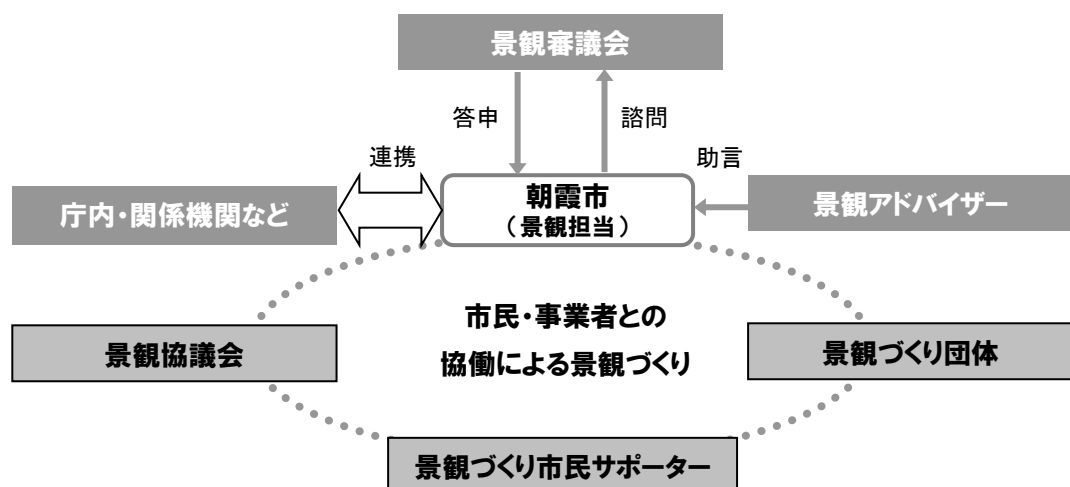 景観審議会
答申
諮問
連携
助言
庁内・関係機関など
朝霞市
（景観担当）
景観アドバイザー
市民・事業者との
協働による景観づくり
景観協議会
景観づくり団体
景観づくり市民サポーター